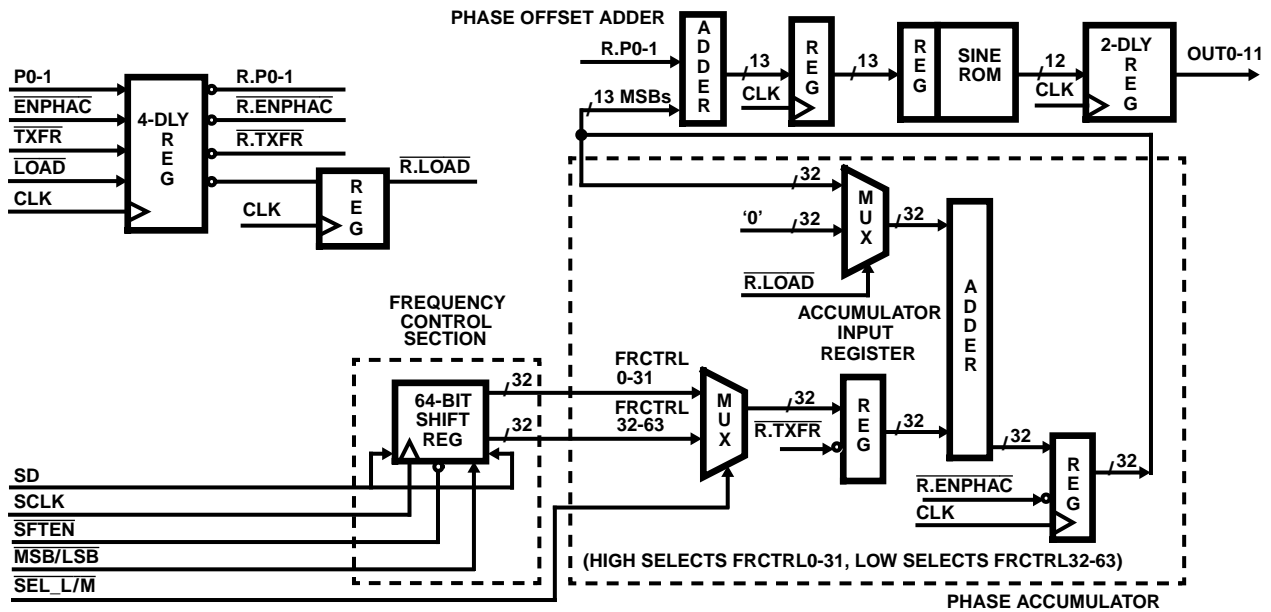 PHASE OFFSET ADDER
R.P0-1
ADDER
13 MSBs
13
CLK
REG
13
REG
SINE
ROM
12
CLK
2-DLY
REG
OUT0-11
P0-1
ENPHAC
TXFR
LOAD
CLK
4-DLY
REG
R.P0-1
R.ENPHAC
R.TXFR
CLK
REG
R.LOAD
32
'0'
32
MUX
32
R.LOAD
ADDER
FREQUENCY
CONTROL
SECTION
64-BIT
SHIFT
REG
32
32
FRCTRL
0-31
FRCTRL
32-63
MUX
32
R.TXFR
ACCUMULATOR
INPUT
REGISTER
REG
32
32
R.ENPHAC
CLK
REG
32
SD
SCLK
SFTEN
MSB/LSB
SEL_L/M
(HIGH SELECTS FRCTRL0-31, LOW SELECTS FRCTRL32-63)
PHASE ACCUMULATOR